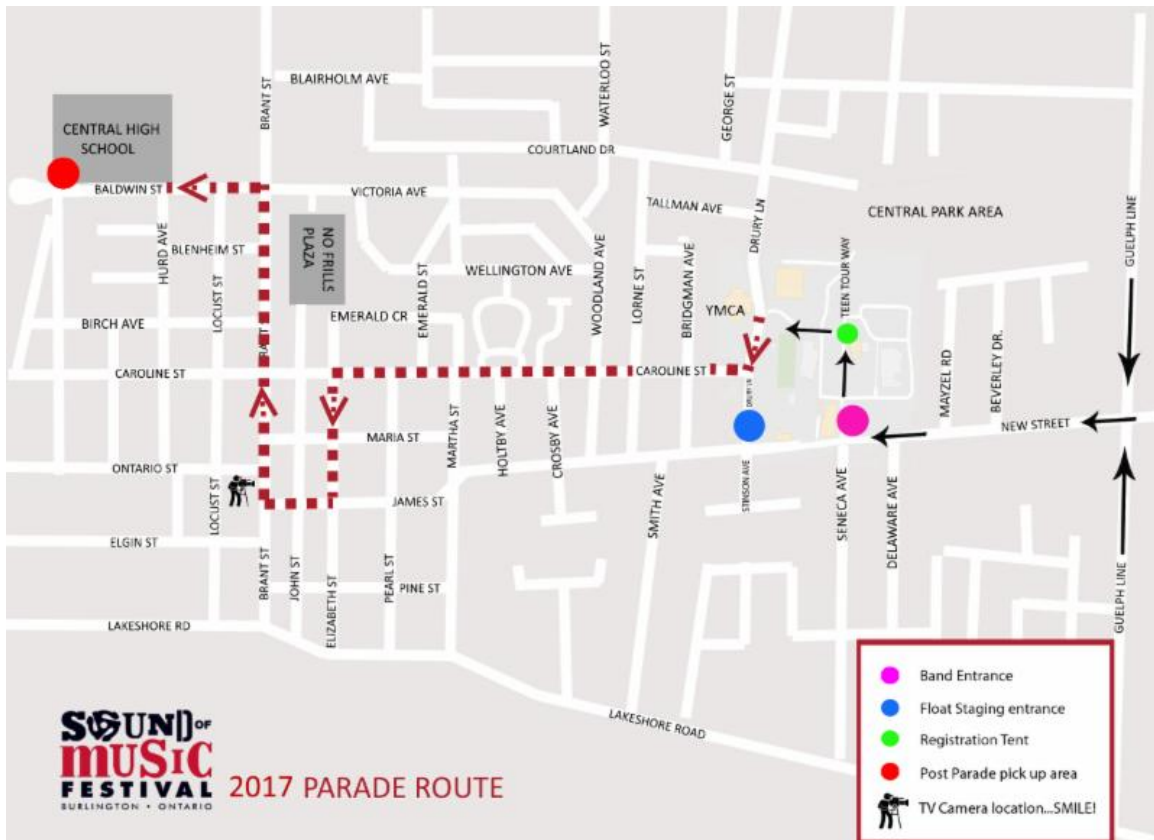 BLAIRHOLM AVE
BRANT ST
WATERLOO ST
GEORGE ST
CENTRAL HIGH
SCHOOL
COURTLAND DR
BALDWIN ST
VICTORIA AVE
TALLMAN AVE
DRURY LN
CENTRAL PARK AREA
GUELPH LINE
HURD AVE
BLENHEIM ST
LOCUST ST
NO FRILLS
PLAZA
EMERALD ST
WELLINGTON AVE
WOODLAND AVE
LORNE ST
BRIDGMAN AVE
TEEN TOUR WAY
YMCA
BIRCH AVE
EMERALD CR
CAROLINE ST
CAROLINE ST
DRURY LN
MAYZEL RD
BEVERLEY DR.
NEW STREET
MARIA ST
MARTHA ST
HOLTBY AVE
CROSBY AVE
ONTARIO ST
LOCUST ST
JAMES ST
SMITH AVE
STINSON AVE
SENECA AVE
DELAWARE AVE
ELGIN ST
BRANT ST
JOHN ST
ELIZABETH ST
PEARL ST
PINE ST
GUELPH LINE
LAKESHORE RD
LAKESHORE ROAD
SOUND OF
MUSIC
FESTIVAL
BURLINGTON • ONTARIO
2017 PARADE ROUTE
Band Entrance
Float Staging entrance
Registration Tent
Post Parade pick up area
TV Camera location...SMILE!